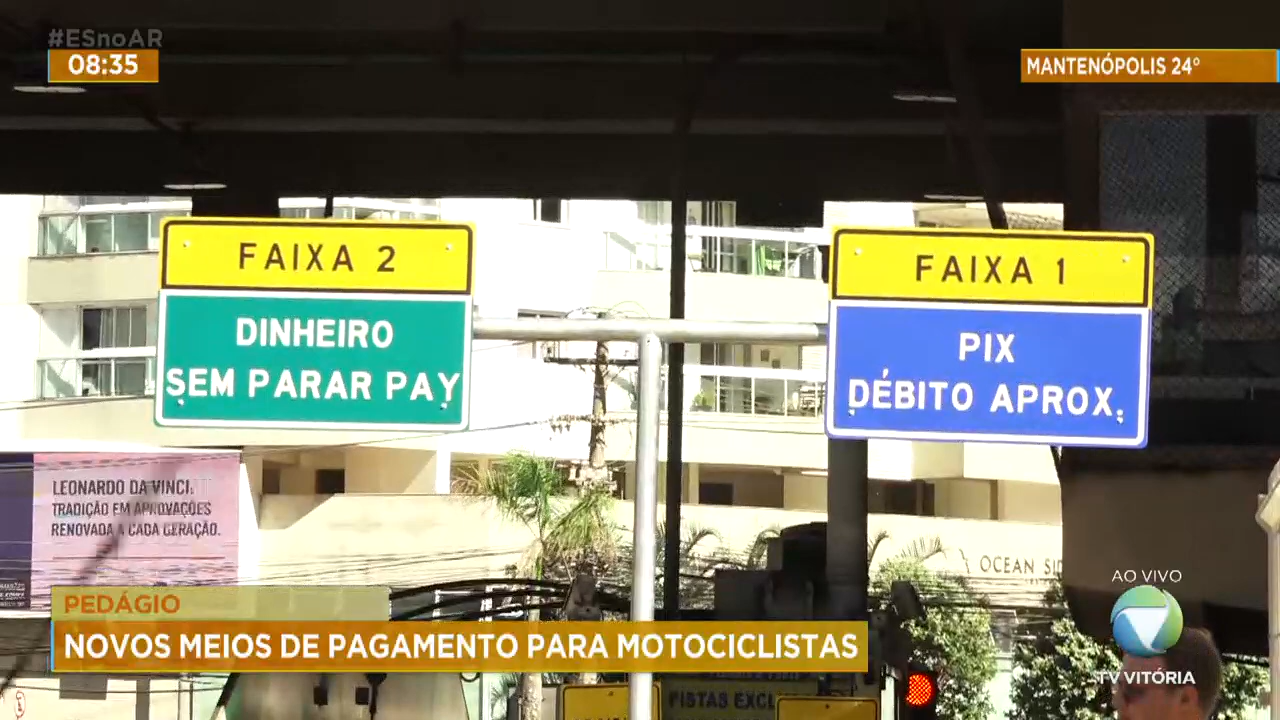 #ESnoAR
08:35
MANTENÓPOLIS 24°
FAIXA 2
DINHEIRO
SEM PARAR PAY
FAIXA 1
PIX
DÉBITO APROX.
LEONARDO DA VINCI.
TRADIÇÃO EM APROVAÇÕES
RENOVADA A CADA GERAÇÃO.
OCEAN
PEDÁGIO
NOVOS MEIOS DE PAGAMENTO PARA MOTOCICLISTAS
AO VIVO
TV VITÓRIA
PISTAS